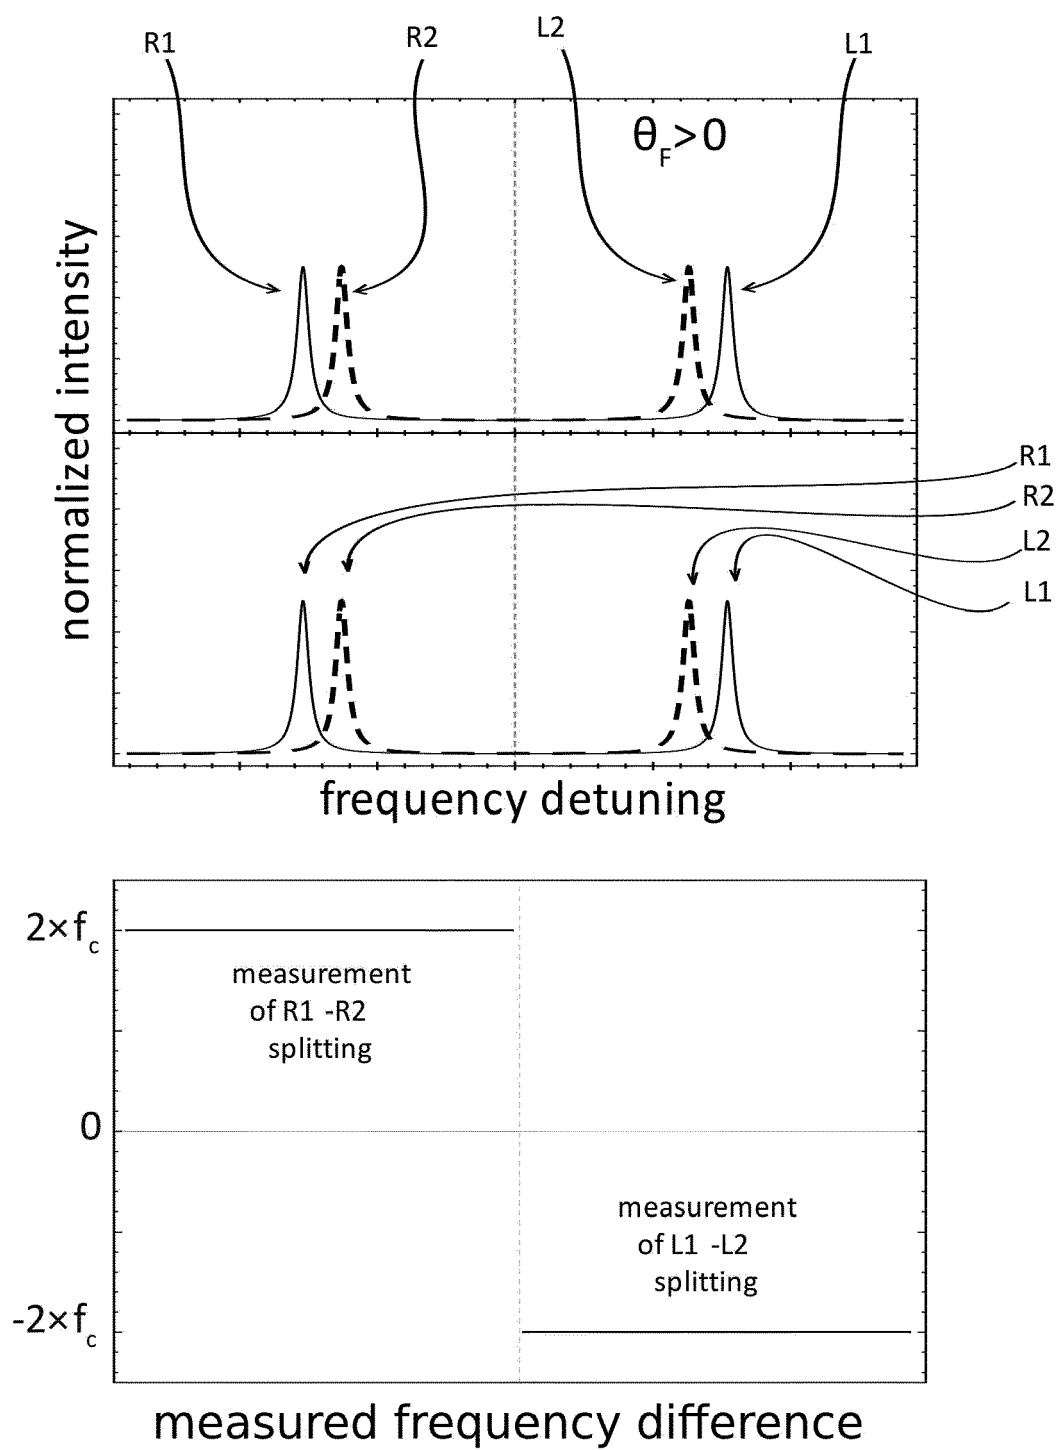 R1
R2
L2
L1
θF>0
normalized intensity
R1
R2
L2
L1
frequency detuning
2×fc
measurement
of R1 -R2
splitting
0
measurement
of L1 -L2
splitting
-2×fc
measured frequency difference